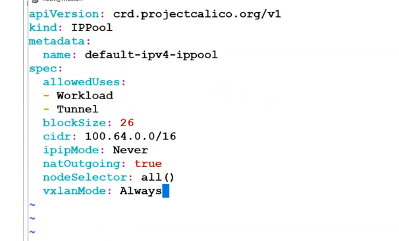 apiVersion: crd.projectcalico.org/v1
kind: IPPool
metadata:
  name: default-ipv4-ippool
spec:
  allowedUses:
  - Workload
  - Tunnel
  blockSize: 26
  cidr: 100.64.0.0/16
  ipipMode: Never
  natOutgoing: true
  nodeSelector: all()
  vxlanMode: Always
~
~
~